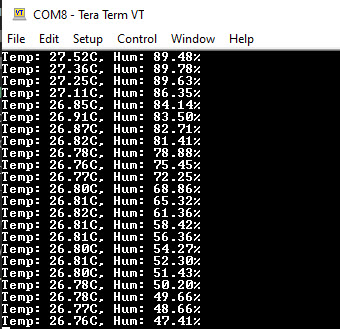 COM8 - Tera Term VT
File Edit Setup Control Window Help
Temp: 27.52C, Hum: 89.48%
Temp: 27.36C, Hum: 89.78%
Temp: 27.25C, Hum: 89.63%
Temp: 27.11C, Hum: 86.35%
Temp: 26.85C, Hum: 84.14%
Temp: 26.91C, Hum: 83.50%
Temp: 26.87C, Hum: 82.71%
Temp: 26.82C, Hum: 81.41%
Temp: 26.78C, Hum: 78.88%
Temp: 26.76C, Hum: 75.45%
Temp: 26.77C, Hum: 72.25%
Temp: 26.80C, Hum: 68.86%
Temp: 26.81C, Hum: 65.32%
Temp: 26.82C, Hum: 61.36%
Temp: 26.81C, Hum: 58.42%
Temp: 26.81C, Hum: 56.36%
Temp: 26.80C, Hum: 54.27%
Temp: 26.81C, Hum: 52.30%
Temp: 26.80C, Hum: 51.43%
Temp: 26.78C, Hum: 50.20%
Temp: 26.78C, Hum: 49.66%
Temp: 26.77C, Hum: 48.66%
Temp: 26.76C, Hum: 47.41%